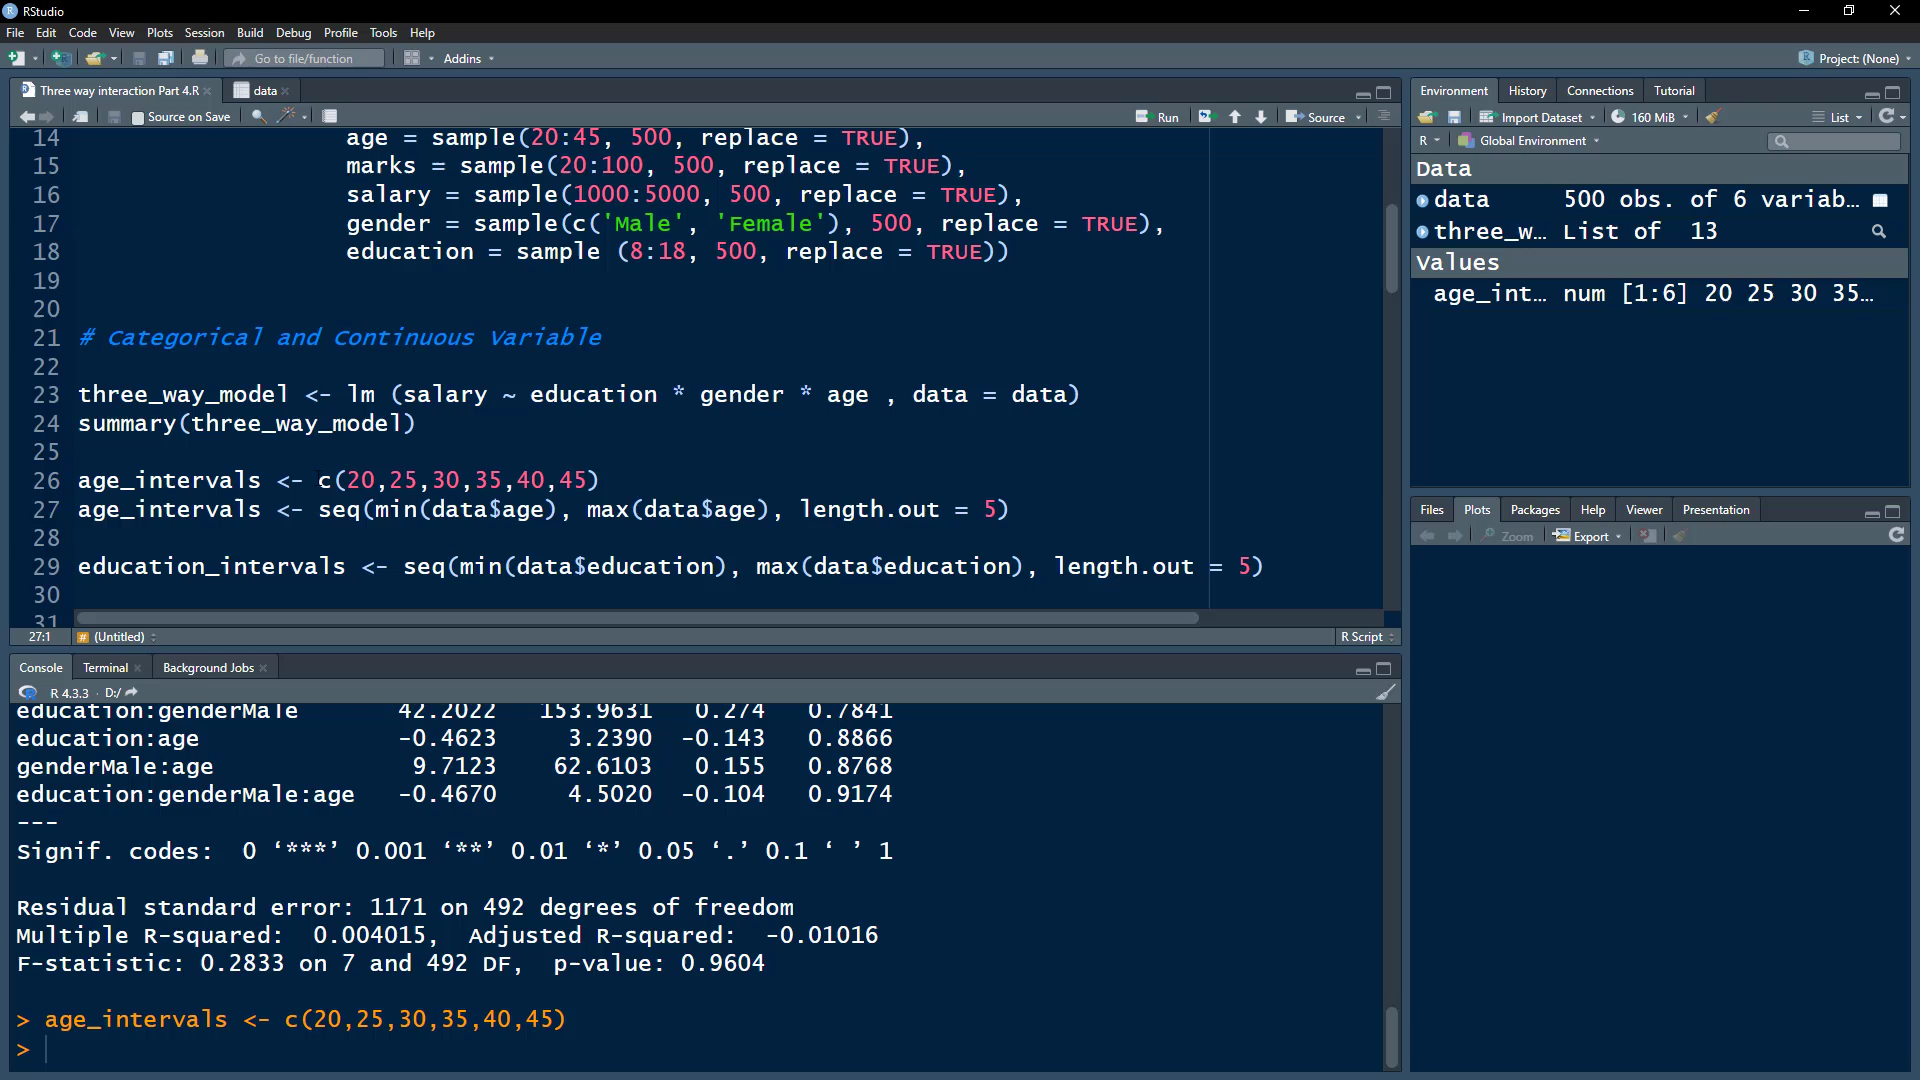 RStudio
File Edit Code View Plots Session Build Debug Profile Tools Help
Go to file/function Addins Project: (None)
Three way interaction Part 4.R data
Source on Save Run Source
14 age = sample(20:45, 500, replace = TRUE),
15 marks = sample(20:100, 500, replace = TRUE),
16 salary = sample(1000:5000, 500, replace = TRUE),
17 gender = sample(c('Male', 'Female'), 500, replace = TRUE),
18 education = sample (8:18, 500, replace = TRUE))
19
20
21 # Categorical and Continuous Variable
22
23 three_way_model <- lm (salary ~ education * gender * age , data = data)
24 summary(three_way_model)
25
26 age_intervals <- c(20,25,30,35,40,45)
27 age_intervals <- seq(min(data$age), max(data$age), length.out = 5)
28
29 education_intervals <- seq(min(data$education), max(data$education), length.out = 5)
30
31
27:1 # (Untitled) R Script
Console Terminal Background Jobs
R 4.3.3 · D:/
education:genderMale 42.2022 153.9631 0.274 0.7841
education:age -0.4623 3.2390 -0.143 0.8866
genderMale:age 9.7123 62.6103 0.155 0.8768
education:genderMale:age -0.4670 4.5020 -0.104 0.9174
---
Signif. codes: 0 ‘***’ 0.001 ‘**’ 0.01 ‘*’ 0.05 ‘.’ 0.1 ‘ ’ 1
Residual standard error: 1171 on 492 degrees of freedom
Multiple R-squared: 0.004015, Adjusted R-squared: -0.01016
F-statistic: 0.2833 on 7 and 492 DF, p-value: 0.9604
> age_intervals <- c(20,25,30,35,40,45)
>
Environment History Connections Tutorial
Import Dataset 160 MiB List
R Global Environment
Data
data 500 obs. of 6 variab…
three_w… List of 13
Values
age_int… num [1:6] 20 25 30 35…
Files Plots Packages Help Viewer Presentation
Zoom Export